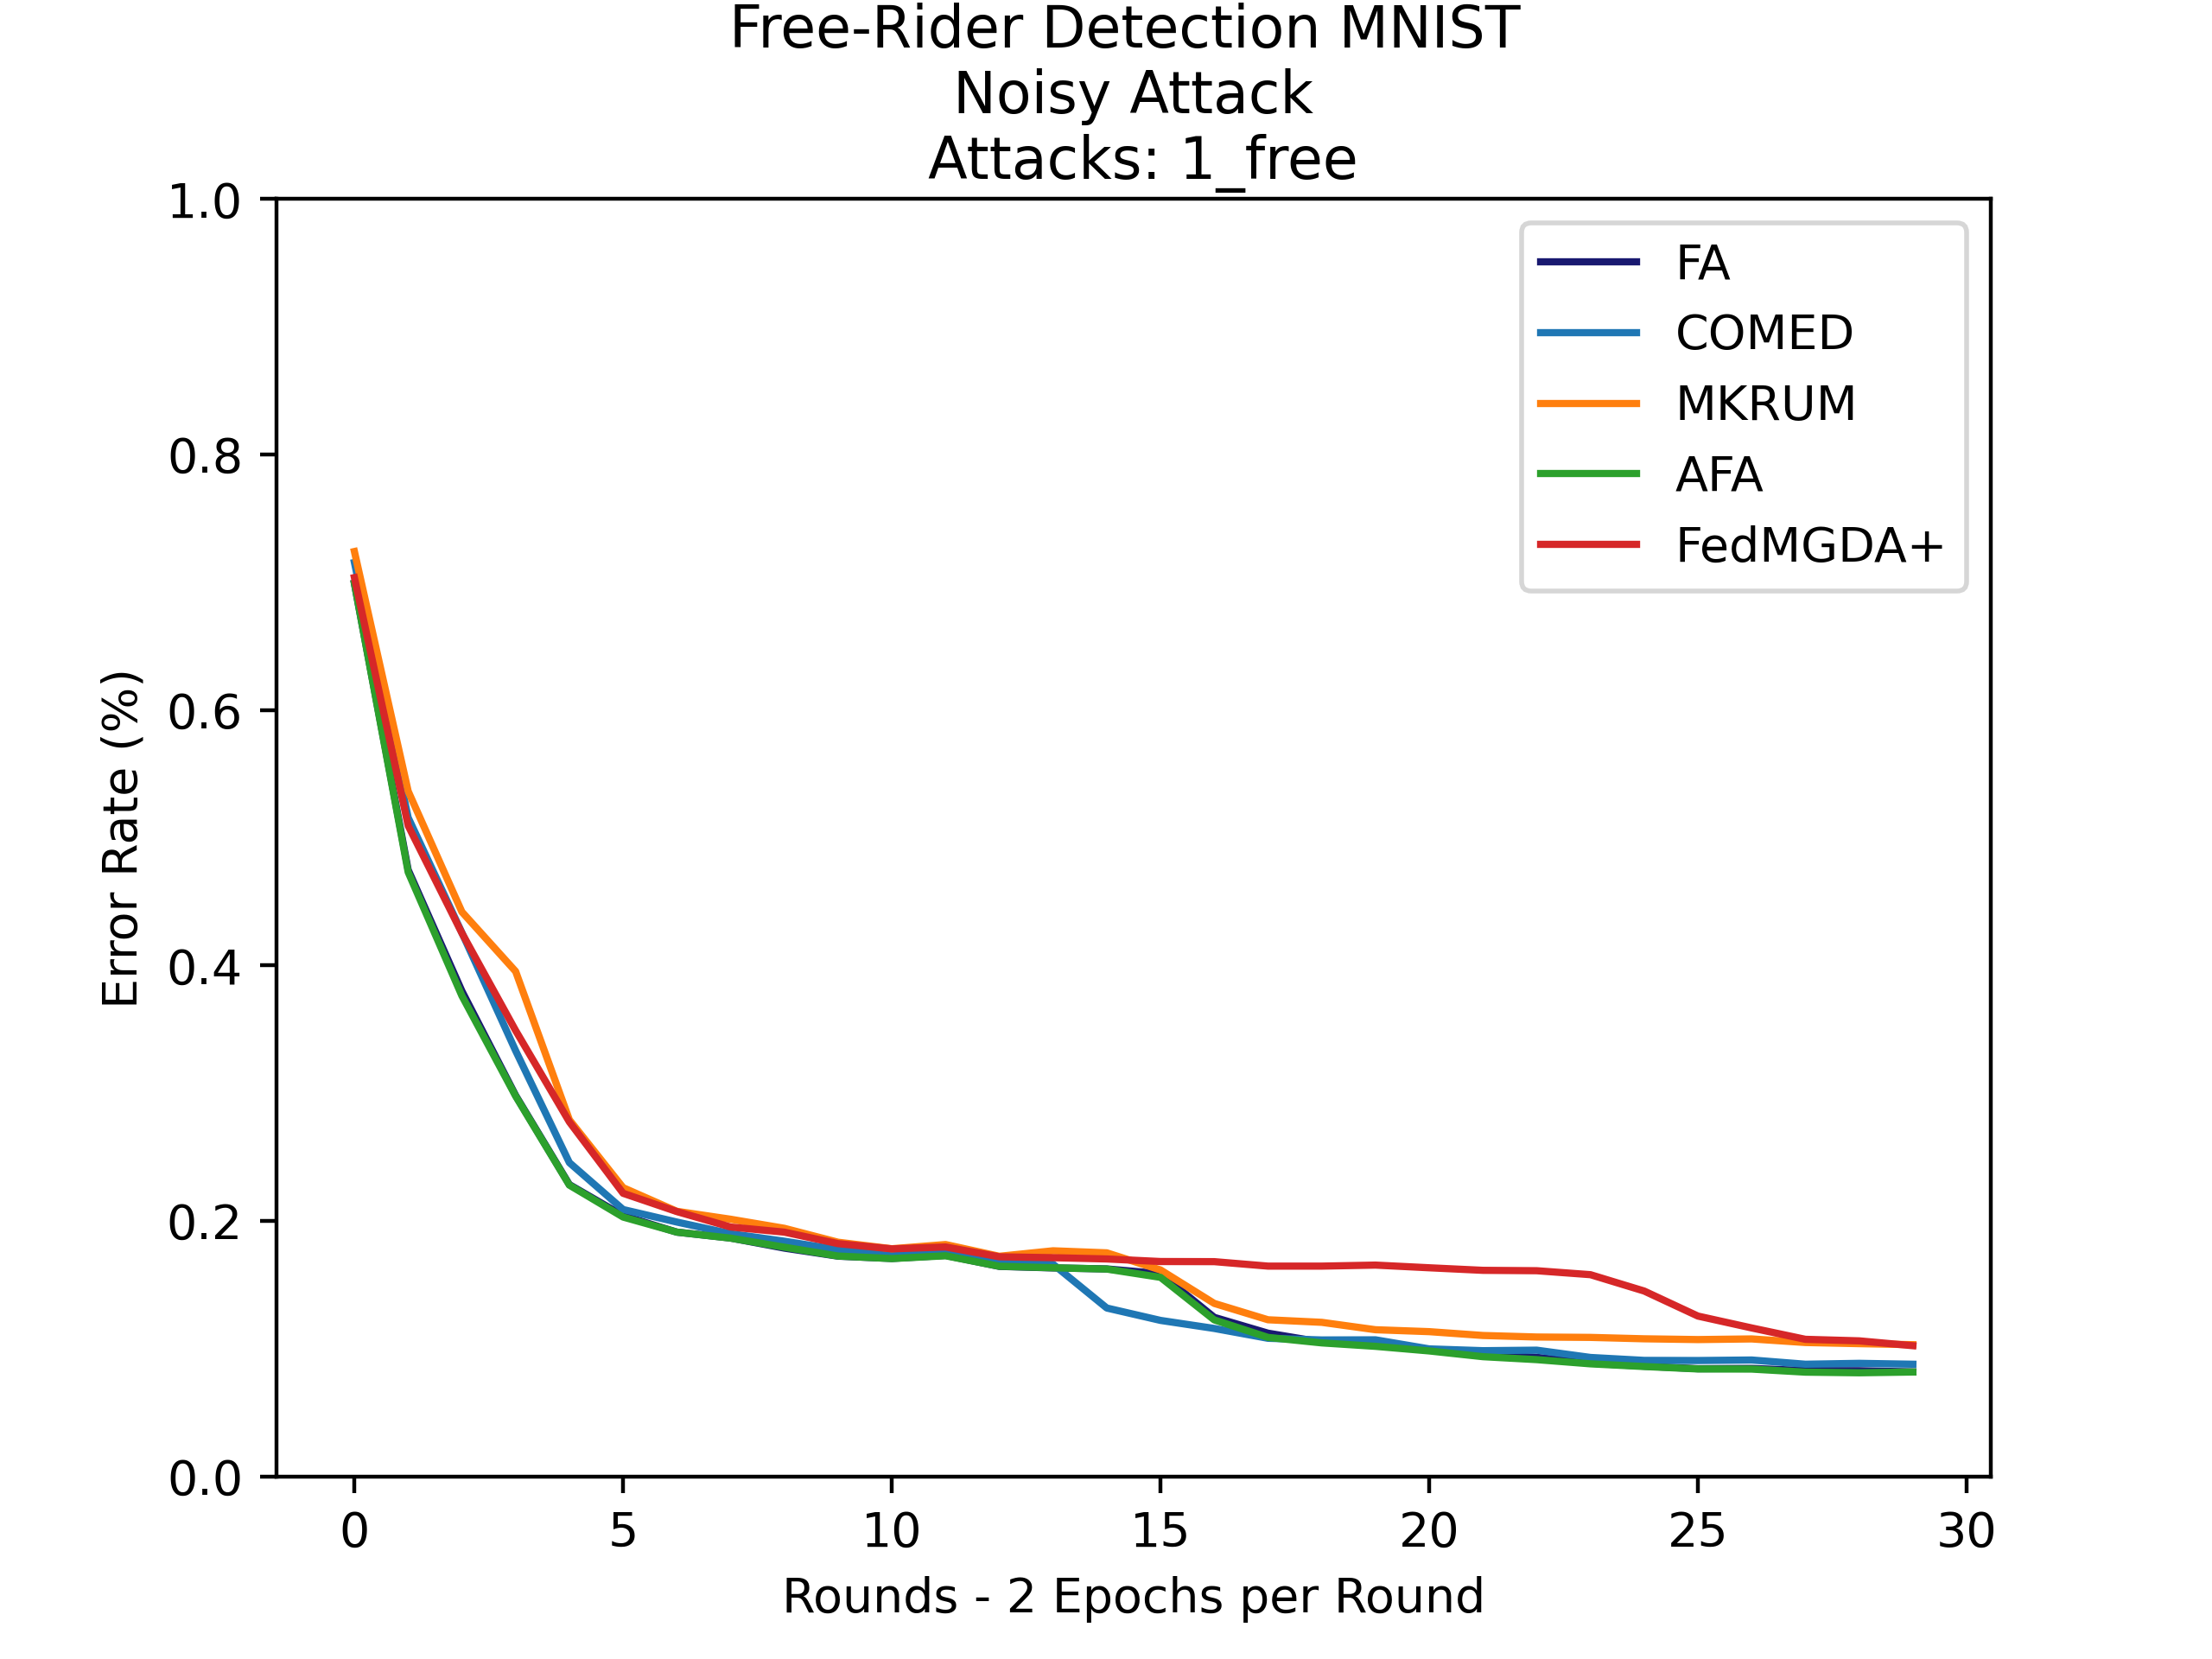 Free-Rider Detection MNIST
Noisy Attack
Attacks: 1_free
1.0
0.8
0.6
0.4
0.2
0.0
Error Rate (%)
FA
COMED
MKRUM
AFA
FedMGDA+
0 5 10 15 20 25 30
Rounds - 2 Epochs per Round